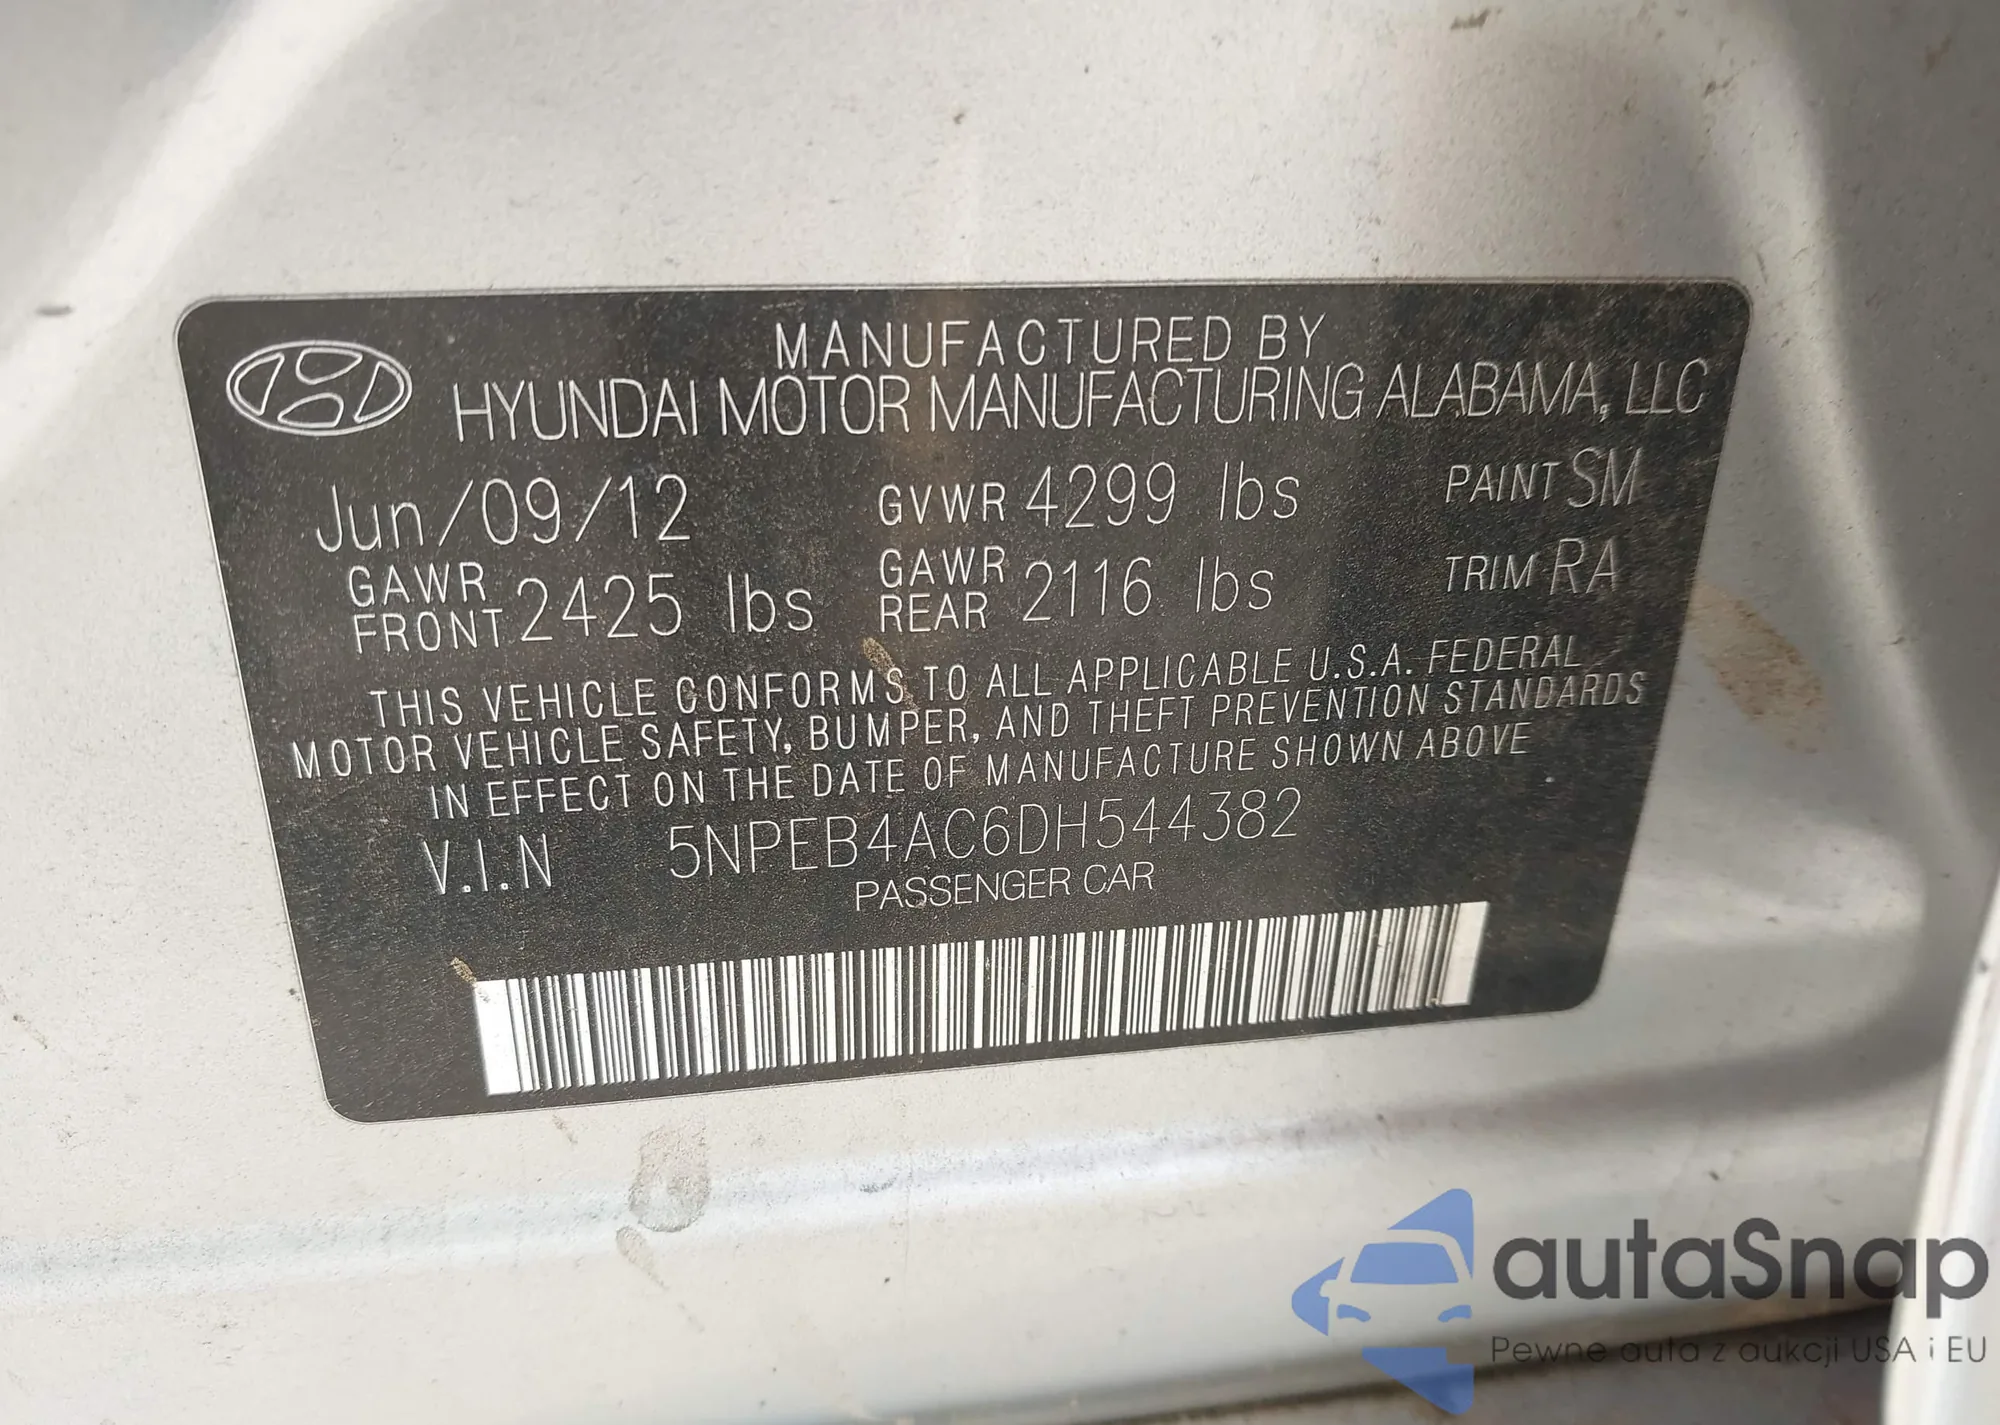 MANUFACTURED BY
HYUNDAI MOTOR MANUFACTURING ALABAMA, LLC
Jun/09/12 GVWR 4299 lbs PAINT SM
GAWR FRONT 2425 lbs GAWR REAR 2116 lbs TRIM RA
THIS VEHICLE CONFORMS TO ALL APPLICABLE U.S.A. FEDERAL
MOTOR VEHICLE SAFETY, BUMPER, AND THEFT PREVENTION STANDARDS
IN EFFECT ON THE DATE OF MANUFACTURE SHOWN ABOVE
V.I.N 5NPEB4AC6DH544382
PASSENGER CAR
autaSnap
Pewne auta z aukcji USA i EU